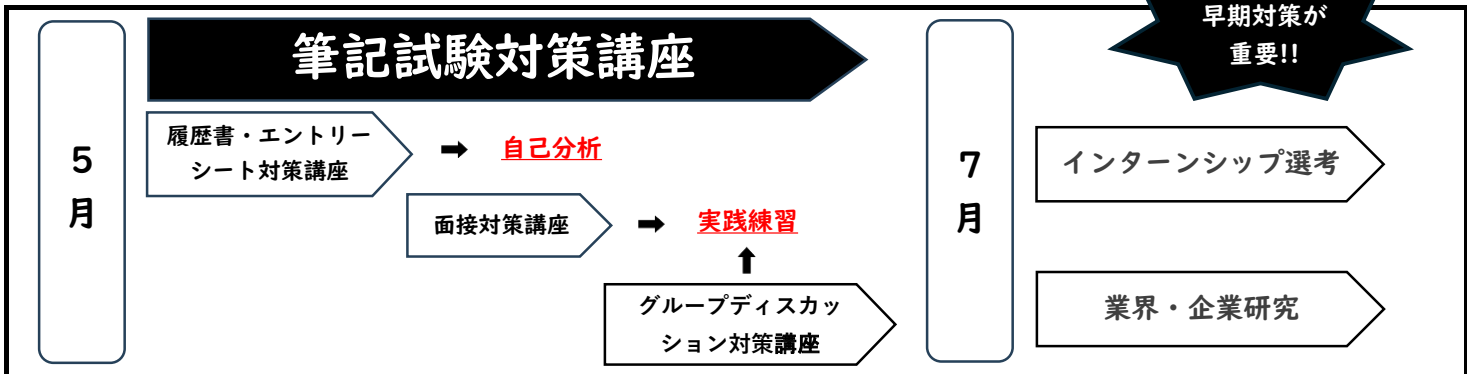 早期対策が
重要!!
筆記試験対策講座
5
月
履歴書・エントリー
シート対策講座
➡
自己分析
面接対策講座
➡
実践練習
⬆
グループディスカッ
ション対策講座
7
月
インターンシップ選考
業界・企業研究